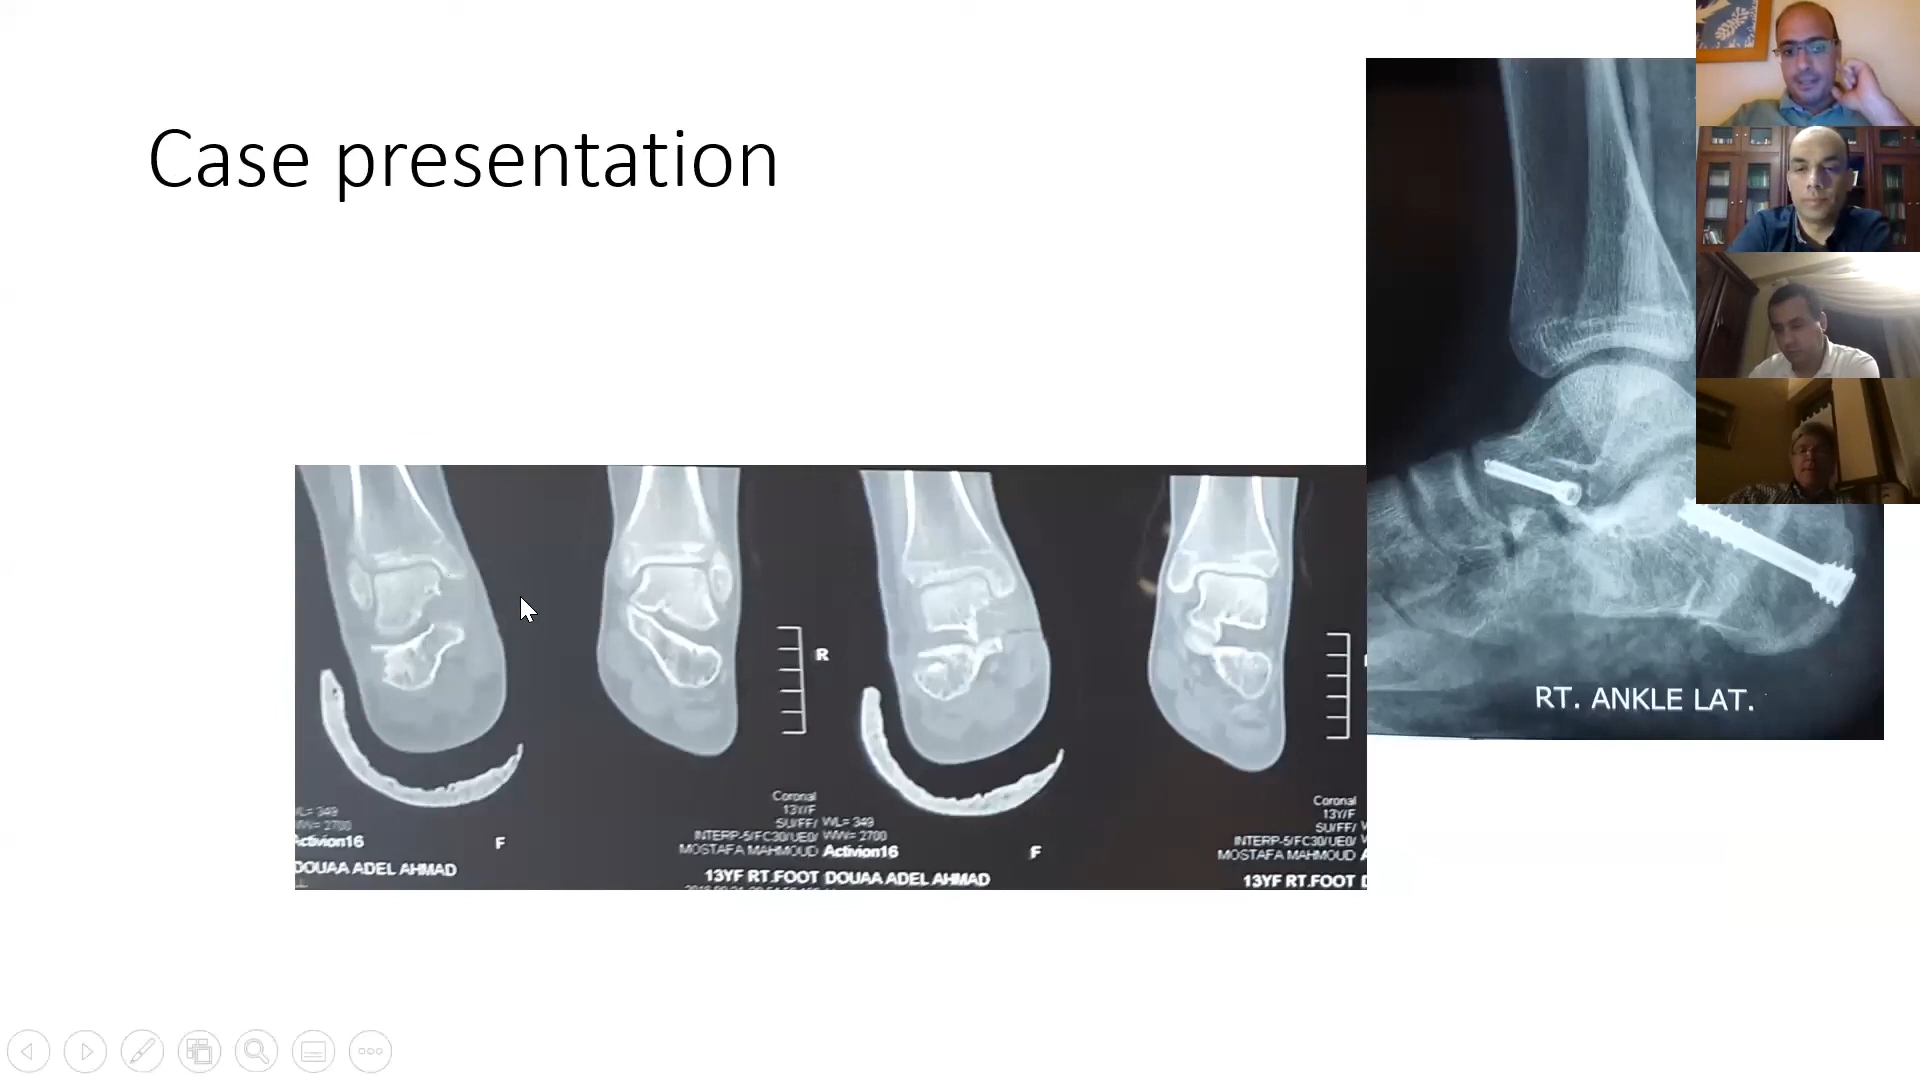 Case presentation
RT. ANKLE LAT.
R
Coronal
13Y/F
SU/FF/
INTERP-5/FC30/UE0/
MOSTAFA MAHMOUD
13YF RT.FOOT
WL= 349
WW= 2700
Activion16
F
DOUAA ADEL AHMAD
VL= 349
WW= 2700
Activion16
F
DOUAA ADEL AHMAD
Coronal
13Y/F
SU/FF/
INTERP-5/FC30/UE0/
MOSTAFA MAHMOUD
13YF RT.FOOT